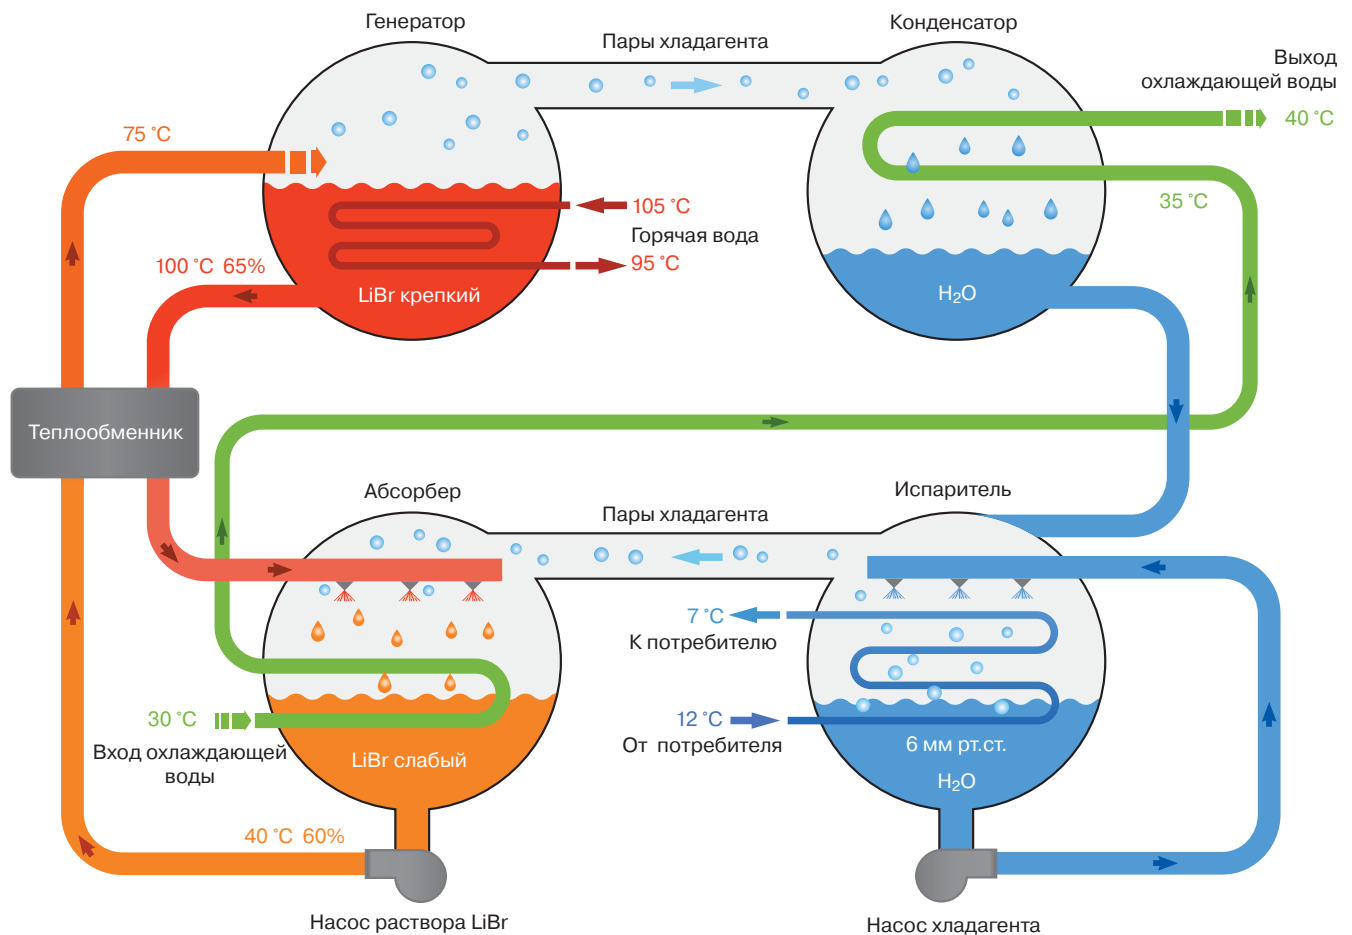 Генератор
Конденсатор
Пары хладагента
Выход
охлаждающей воды
40 °C
75 °C
35 °C
105 °C
Горячая вода
95 °C
100 °C 65%
LiBr крепкий
H₂O
Теплообменник
Абсорбер
Испаритель
Пары хладагента
7 °C
К потребителю
30 °C
12 °C
Вход охлаждающей
воды
От потребителя
LiBr слабый
6 мм рт.ст.
H₂O
40 °C 60%
Насос раствора LiBr
Насос хладагента